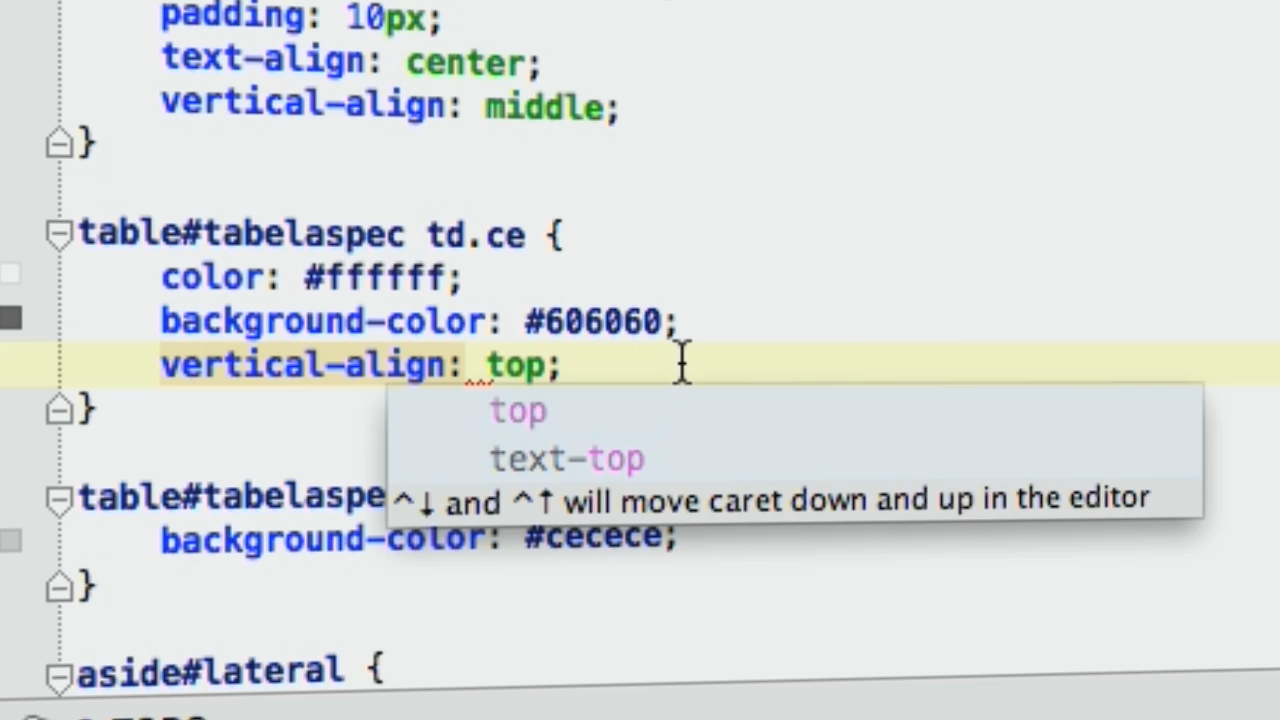 padding: 10px;
text-align: center;
vertical-align: middle;
}
table#tabelaspec td.ce {
color: #ffffff;
background-color: #606060;
vertical-align: top;
top
text-top
}
table#tabelaspe
^↓ and ^↑ will move caret down and up in the editor
background-color: #cecece;
}
aside#lateral {